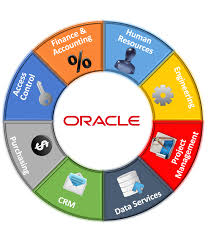 Finance &
Accounting
%
Human
Resources
Engineering
Project
Management
Data Services
CRM
$
Purchasing
Access
Control
ORACLE